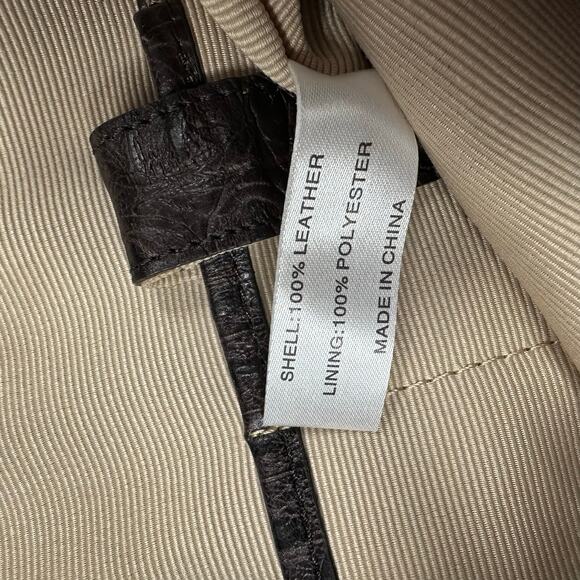 SHELL:100% LEATHER
LINING:100% POLYESTER
MADE IN CHINA